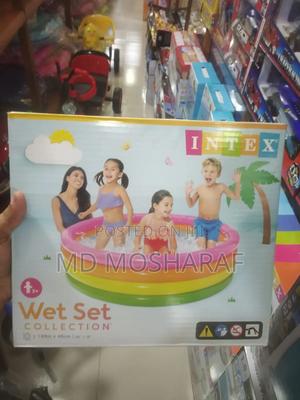 INTEX
POSTED ON
MD MOSHARAF
Wet Set
COLLECTION